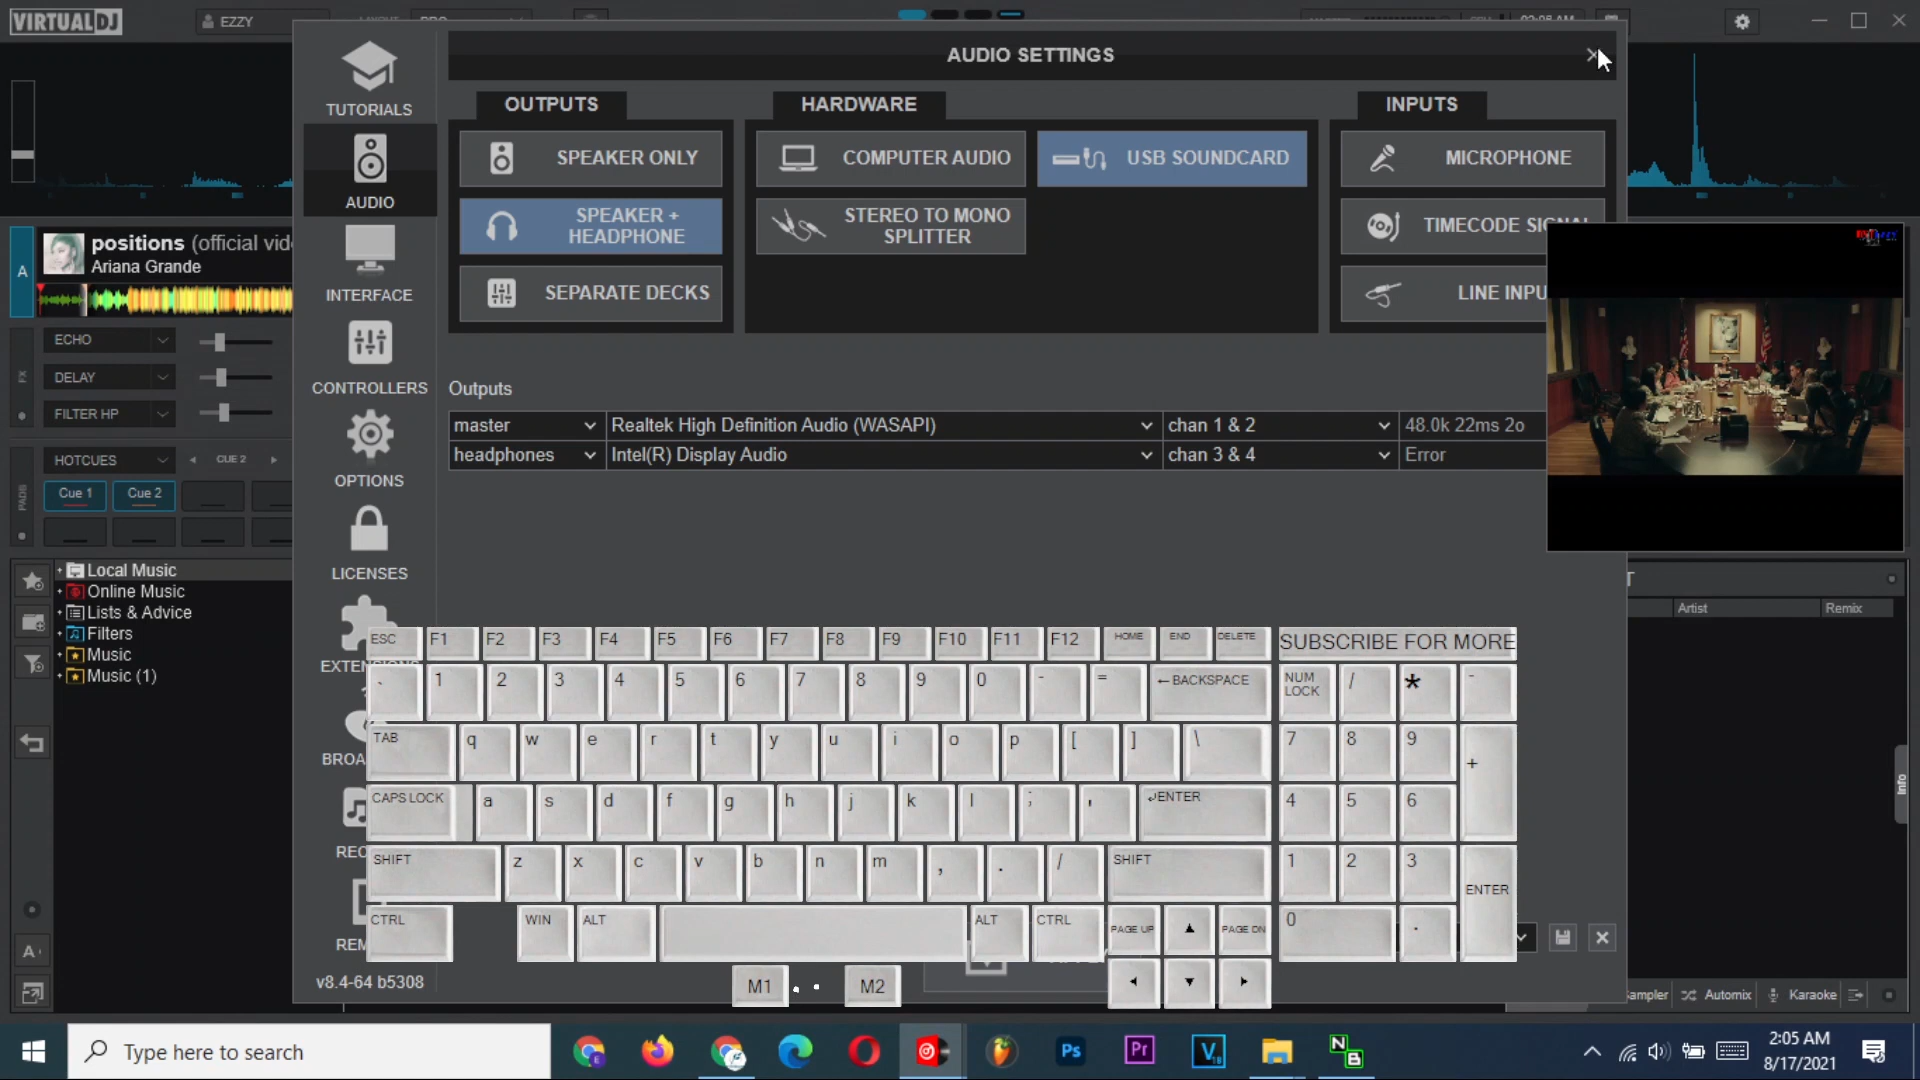 VIRTUALDJ
EZZY
AUDIO SETTINGS
TUTORIALS
AUDIO
INTERFACE
CONTROLLERS
OPTIONS
LICENSES
v8.4-64 b5308
OUTPUTS
SPEAKER ONLY
SPEAKER +
HEADPHONE
SEPARATE DECKS
HARDWARE
COMPUTER AUDIO
USB SOUNDCARD
STEREO TO MONO
SPLITTER
INPUTS
MICROPHONE
TIMECODE
LINE
Outputs
master
Realtek High Definition Audio (WASAPI)
chan 1 & 2
48.0k 22ms 2o
headphones
Intel(R) Display Audio
chan 3 & 4
Error
A
positions (official
Ariana Grande
FX
ECHO
DELAY
FILTER HP
PADS
HOTCUES
CUE 2
Cue 1
Cue 2
Local Music
Online Music
Lists & Advice
Filters
Music
Music (1)
Artist
Remix
Info
A
Automix
Karaoke
ESC F1 F2 F3 F4 F5 F6 F7 F8 F9 F10 F11 F12 HOME END DELETE
SUBSCRIBE FOR MORE
` 1 2 3 4 5 6 7 8 9 0 - = ←BACKSPACE
NUM
LOCK
/ * -
TAB q w e r t y u i o p [ ] \
7 8 9 +
CAPS LOCK a s d f g h j k l ; ' ↵ENTER
4 5 6
SHIFT z x c v b n m , . / SHIFT
1 2 3 ENTER
CTRL WIN ALT ALT CTRL PAGE UP ▲ PAGE DN
0 .
M1 M2 ◄ ▼ ►
Type here to search
Ps
Pr
V
N
B
2:05 AM
8/17/2021